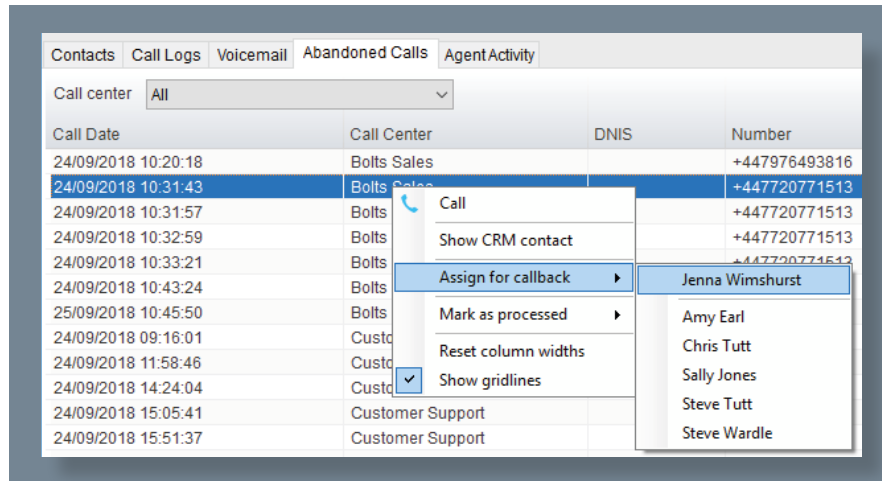 Contacts Call Logs Voicemail Abandoned Calls Agent Activity
Call center All
Call Date Call Center DNIS Number
24/09/2018 10:20:18 Bolts Sales +447976493816
24/09/2018 10:31:43 Bolts Sales +447720771513
Call
24/09/2018 10:31:57 Bolts +447720771513
24/09/2018 10:32:59 Bolts Show CRM contact +447720771513
24/09/2018 10:33:21 Bolts Assign for callback +447720771513
Jenna Wimshurst
24/09/2018 10:43:24 Bolts
25/09/2018 10:45:50 Bolts Mark as processed Amy Earl
24/09/2018 09:16:01 Custo Reset column widths Chris Tutt
24/09/2018 11:58:46 Custo Show gridlines Sally Jones
24/09/2018 14:24:04 Custo
24/09/2018 15:05:41 Customer Support Steve Tutt
24/09/2018 15:51:37 Customer Support Steve Wardle